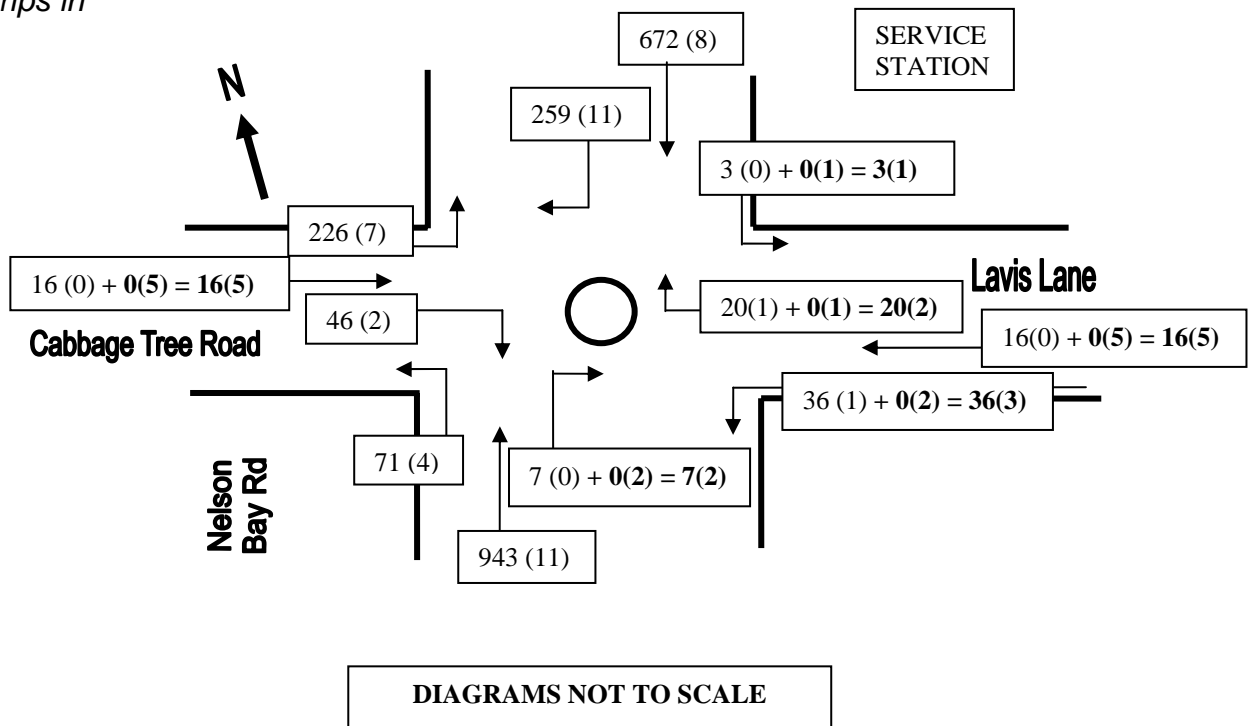 rips in
672 (8)
SERVICE
STATION
N
259 (11)
3 (0) + 0(1) = 3(1)
226 (7)
16 (0) + 0(5) = 16(5)
Lavis Lane
20(1) + 0(1) = 20(2)
46 (2)
16(0) + 0(5) = 16(5)
Cabbage Tree Road
36 (1) + 0(2) = 36(3)
71 (4)
7 (0) + 0(2) = 7(2)
Nelson
Bay Rd
943 (11)
DIAGRAMS NOT TO SCALE